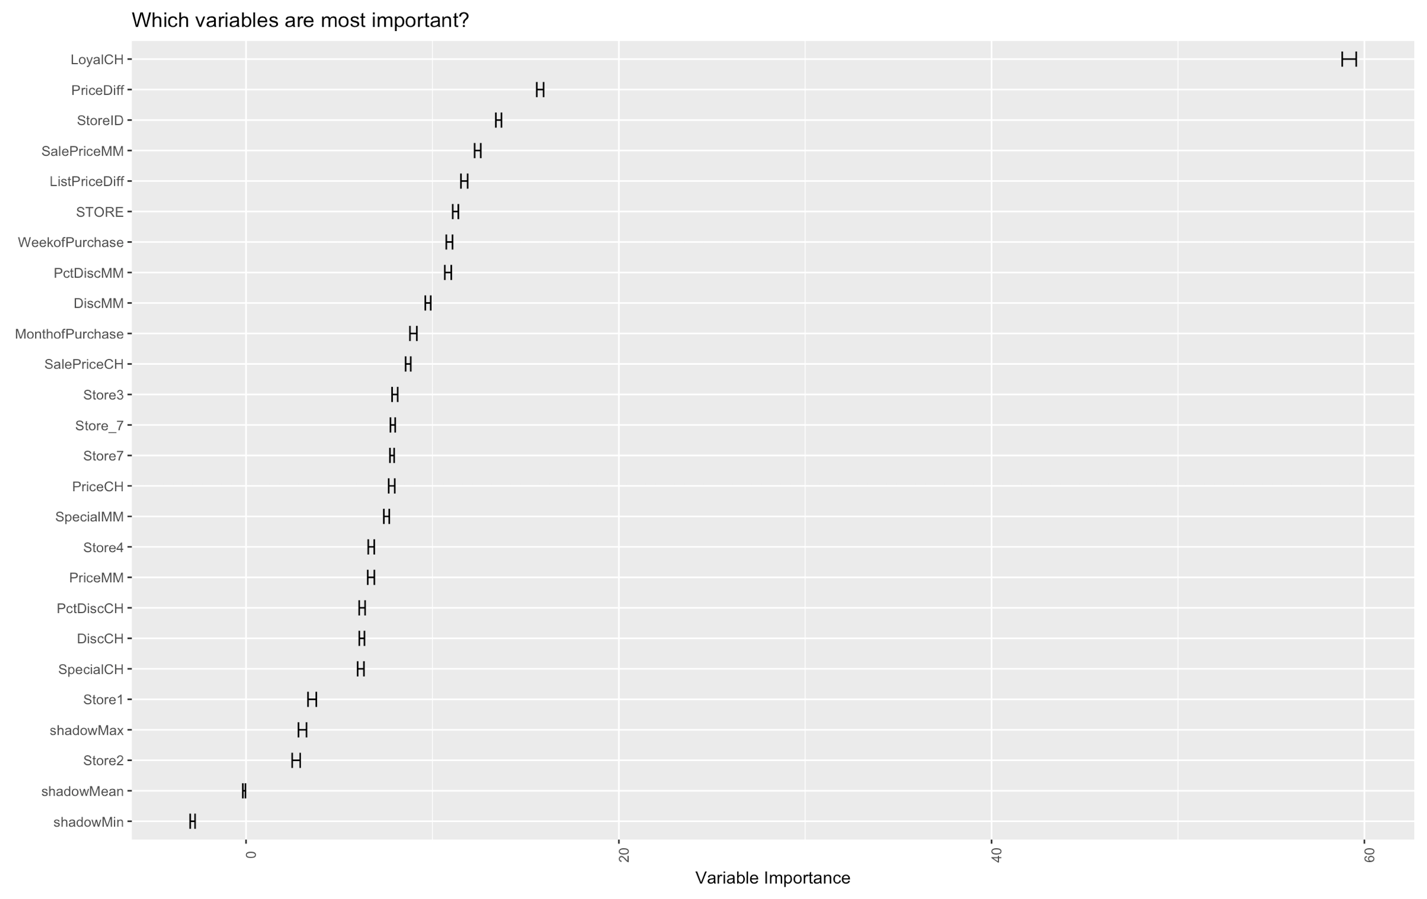 Which variables are most important?
LoyalCH
PriceDiff
StoreID
SalePriceMM
ListPriceDiff
STORE
WeekofPurchase
PctDiscMM
DiscMM
MonthofPurchase
SalePriceCH
Store3
Store_7
Store7
PriceCH
SpecialMM
Store4
PriceMM
PctDiscCH
DiscCH
SpecialCH
Store1
shadowMax
Store2
shadowMean
shadowMin
0
20
40
60
Variable Importance